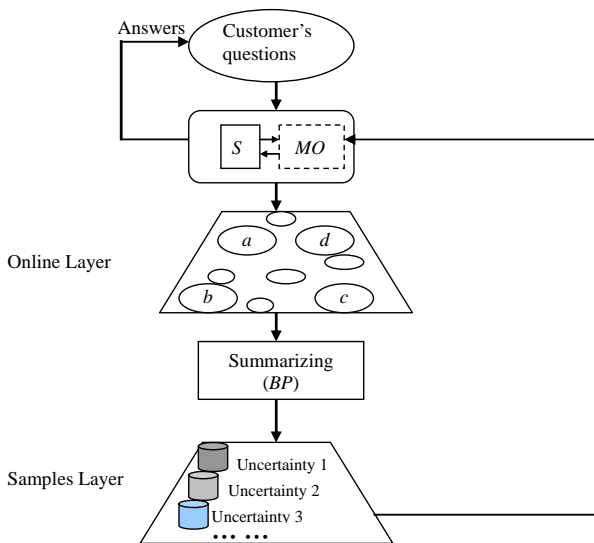 Answers
Customer's
questions
S
MO
a
d
Online Layer
b
c
Summarizing
(BP)
Samples Layer
Uncertainty 1
Uncertainty 2
Uncertainty 3
... ...